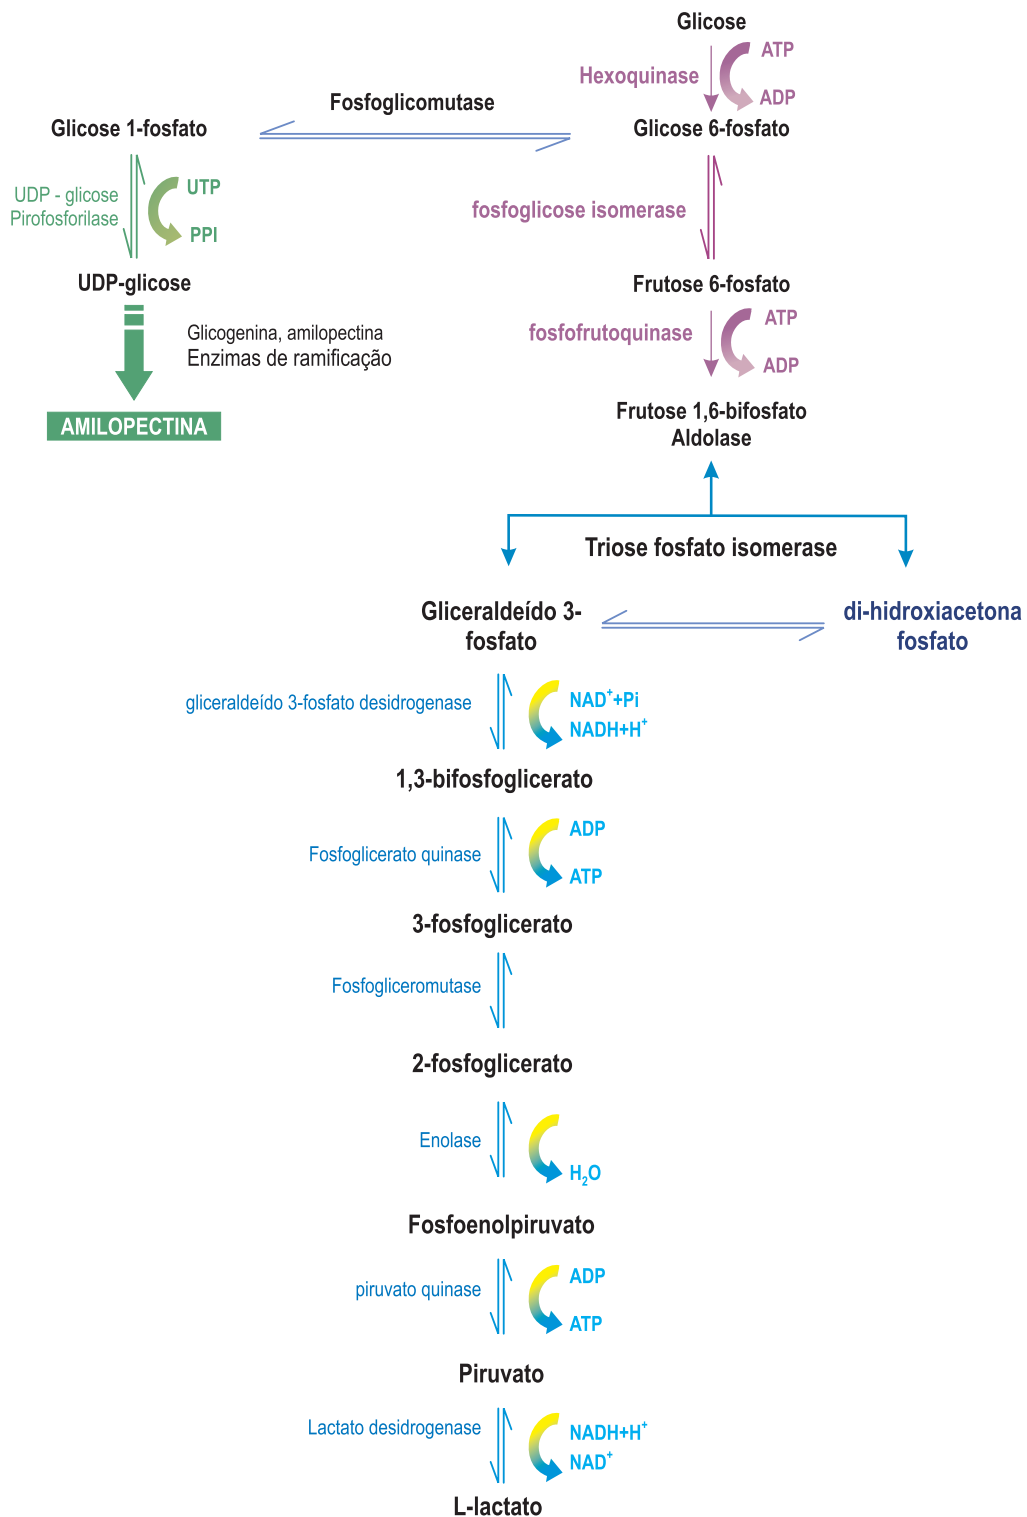 Glicose
ATP
Hexoquinase
ADP
Fosfoglicomutase
Glicose 1-fosfato
Glicose 6-fosfato
UDP - glicose
Pirofosforilase
UTP
PPI
fosfoglicose isomerase
UDP-glicose
Frutose 6-fosfato
Glicogenina, amilopectina
Enzimas de ramificação
fosfofrutoquinase
ATP
ADP
AMILOPECTINA
Frutose 1,6-bifosfato
Aldolase
Triose fosfato isomerase
Gliceraldeído 3-
fosfato
di-hidroxiacetona
fosfato
gliceraldeído 3-fosfato desidrogenase
NAD⁺+Pi
NADH+H⁺
1,3-bifosfoglicerato
ADP
Fosfoglicerato quinase
ATP
3-fosfoglicerato
Fosfogliceromutase
2-fosfoglicerato
Enolase
H₂O
Fosfoenolpiruvato
ADP
piruvato quinase
ATP
Piruvato
Lactato desidrogenase
NADH+H⁺
NAD⁺
L-lactato